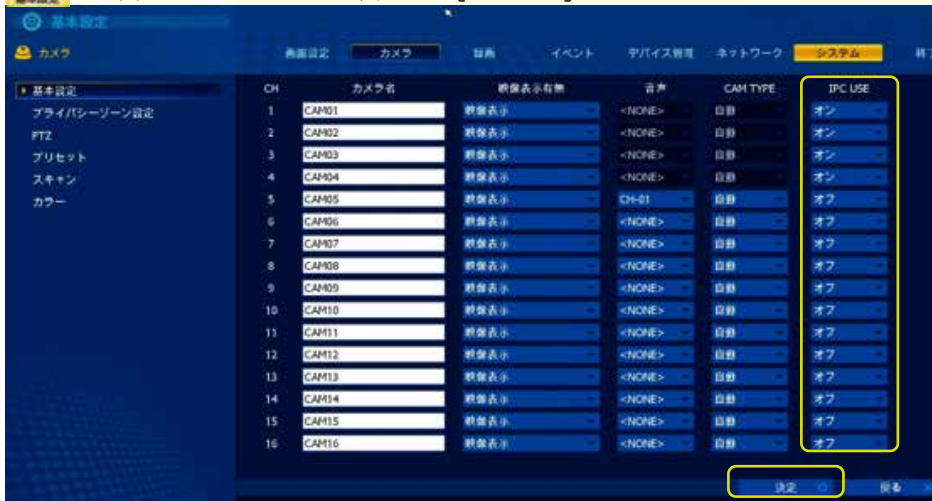 基本設定
カメラ 画面設定 カメラ 録画 イベント デバイス管理 ネットワーク システム
基本設定
プライバシーゾーン設定
PTZ
プリセット
スキャン
カラー
CH カメラ名 映像表示有無 音声 CAM TYPE IPC USE
1 CAM01 映像表示 <NONE> 自動 オン
2 CAM02 映像表示 <NONE> 自動 オン
3 CAM03 映像表示 <NONE> 自動 オン
4 CAM04 映像表示 <NONE> 自動 オン
5 CAM05 映像表示 CH-01 自動 オフ
6 CAM06 映像表示 <NONE> 自動 オフ
7 CAM07 映像表示 <NONE> 自動 オフ
8 CAM08 映像表示 <NONE> 自動 オフ
9 CAM09 映像表示 <NONE> 自動 オフ
10 CAM10 映像表示 <NONE> 自動 オフ
11 CAM11 映像表示 <NONE> 自動 オフ
12 CAM12 映像表示 <NONE> 自動 オフ
13 CAM13 映像表示 <NONE> 自動 オフ
14 CAM14 映像表示 <NONE> 自動 オフ
15 CAM15 映像表示 <NONE> 自動 オフ
16 CAM16 映像表示 <NONE> 自動 オフ
決定 戻る